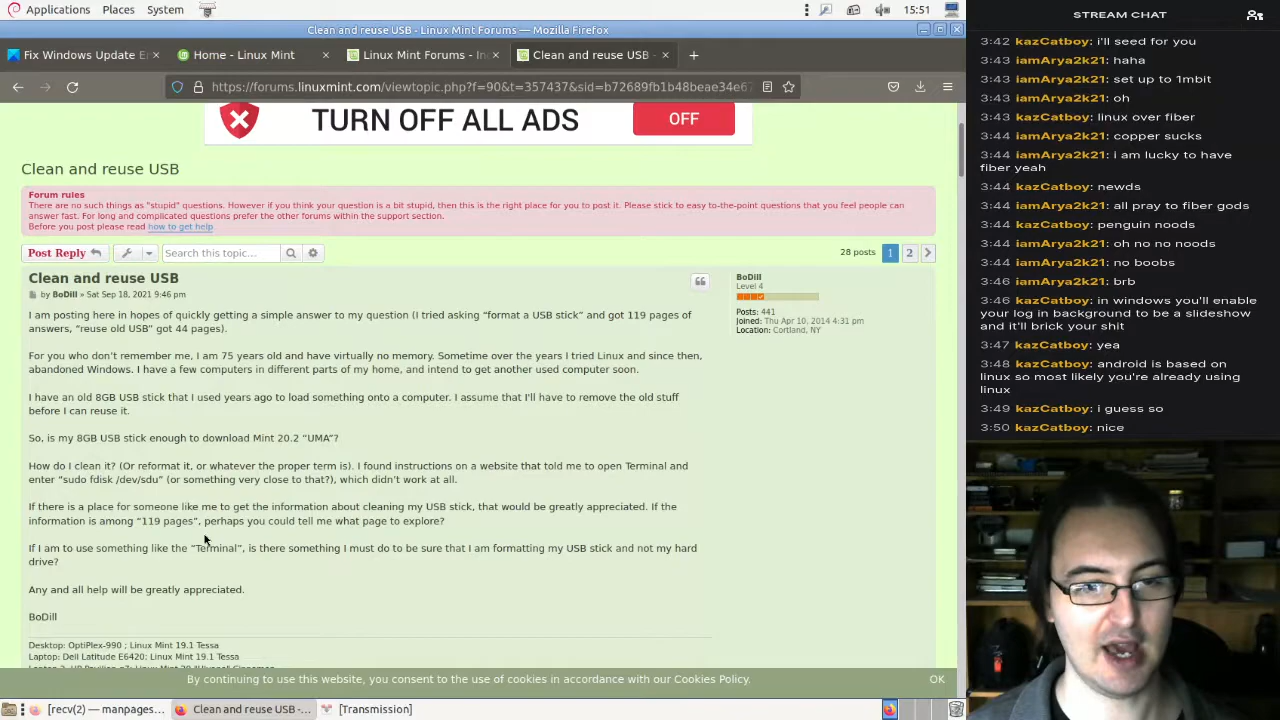 Applications Places System
15:51
Clean and reuse USB - Linux Mint Forums — Mozilla Firefox
Fix Windows Update E
Home - Linux Mint
Linux Mint Forums - In
Clean and reuse USB -
https://forums.linuxmint.com/viewtopic.php?f=90&t=357437&sid=b72689fb1b48beae34e67
TURN OFF ALL ADS
OFF
Clean and reuse USB
Forum rules
There are no such things as "stupid" questions. However if you think your question is a bit stupid, then this is the right place for you to post it. Please stick to easy to-the-point questions that you feel people can
answer fast. For long and complicated questions prefer the other forums within the support section.
Before you post please read how to get help
Post Reply
Search this topic…
28 posts
1
2
Clean and reuse USB
by BoDill » Sat Sep 18, 2021 9:46 pm
I am posting here in hopes of quickly getting a simple answer to my question (I tried asking “format a USB stick” and got 119 pages of
answers, “reuse old USB” got 44 pages).
For you who don’t remember me, I am 75 years old and have virtually no memory. Sometime over the years I tried Linux and since then,
abandoned Windows. I have a few computers in different parts of my home, and intend to get another used computer soon.
I have an old 8GB USB stick that I used years ago to load something onto a computer. I assume that I'll have to remove the old stuff
before I can reuse it.
So, is my 8GB USB stick enough to download Mint 20.2 “UMA”?
How do I clean it? (Or reformat it, or whatever the proper term is). I found instructions on a website that told me to open Terminal and
enter “sudo fdisk /dev/sdu” (or something very close to that?), which didn’t work at all.
If there is a place for someone like me to get the information about cleaning my USB stick, that would be greatly appreciated. If the
information is among “119 pages”, perhaps you could tell me what page to explore?
If I am to use something like the “Terminal”, is there something I must do to be sure that I am formatting my USB stick and not my hard
drive?
Any and all help will be greatly appreciated.
BoDill
Desktop: OptiPlex-990 ; Linux Mint 19.1 Tessa
Laptop: Dell Latitude E6420: Linux Mint 19.1 Tessa
BoDill
Level 4
Posts: 441
Joined: Thu Apr 10, 2014 4:31 pm
Location: Cortland, NY
By continuing to use this website, you consent to the use of cookies in accordance with our Cookies Policy.
OK
[recv(2) — manpages…
Clean and reuse USB -…
[Transmission]
STREAM CHAT
3:42 kazCatboy: i'll seed for you
3:43 iamArya2k21: haha
3:43 iamArya2k21: set up to 1mbit
3:43 iamArya2k21: oh
3:43 kazCatboy: linux over fiber
3:44 iamArya2k21: copper sucks
3:44 iamArya2k21: i am lucky to have
fiber yeah
3:44 kazCatboy: newds
3:44 iamArya2k21: all pray to fiber gods
3:44 kazCatboy: penguin noods
3:44 iamArya2k21: oh no no noods
3:44 iamArya2k21: no boobs
3:46 iamArya2k21: brb
3:46 kazCatboy: in windows you'll enable
your log in background to be a slideshow
and it'll brick your shit
3:47 kazCatboy: yea
3:48 kazCatboy: android is based on
linux so most likely you're already using
linux
3:49 kazCatboy: i guess so
3:50 kazCatboy: nice